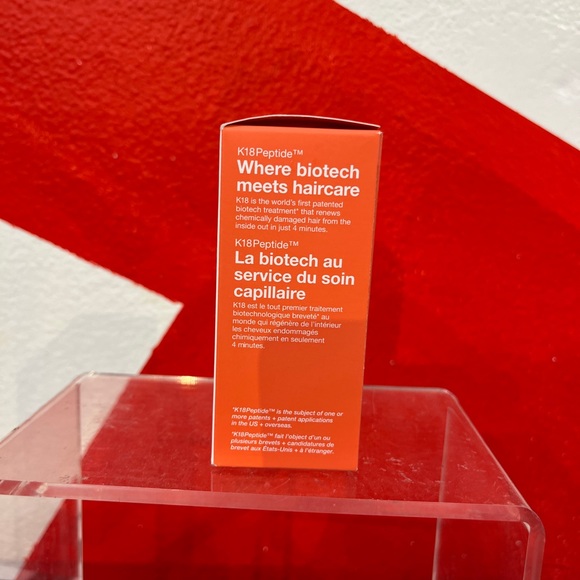 K18Peptide™
Where biotech
meets haircare
K18 is the world's first patented
biotech treatment* that renews
chemically damaged hair from the
inside out in just 4 minutes.
K18Peptide™
La biotech au
service du soin
capillaire
K18 est le tout premier traitement
biotechnologique breveté* au
monde qui régénère de l'intérieur
les cheveux endommagés
chimiquement en seulement
4 minutes.
*K18Peptide™ is the subject of one or
more patents + patent applications
in the US + overseas.
*K18Peptide™ fait l'object d'un ou
plusieurs brevets + candidatures de
brevet aux États-Unis + à l'étranger.